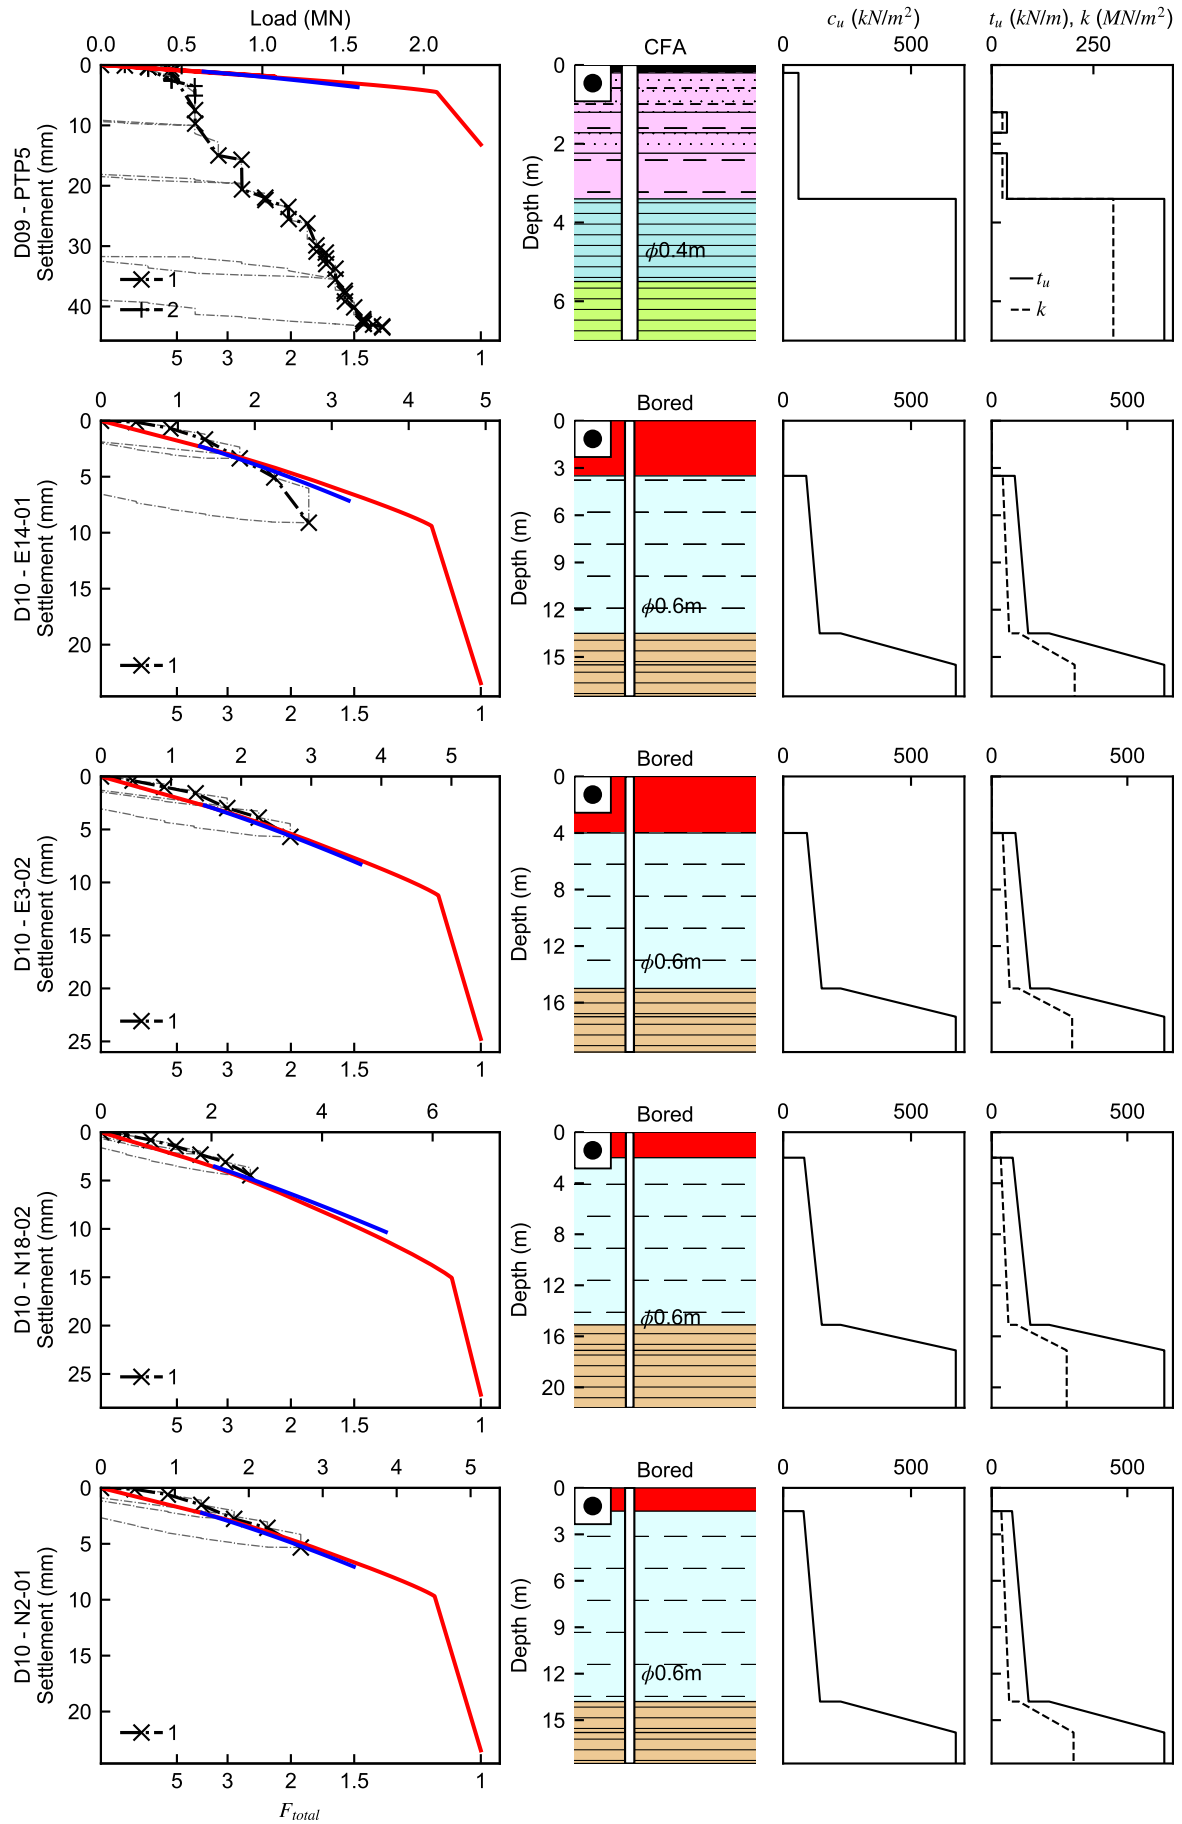 Load (MN)
0.0 0.5 1.0 1.5 2.0
D09 - PTP5
Settlement (mm)
0
10
20
30
40
1
2
5 3 2 1.5 1
CFA
Depth (m)
0
2
4
6
ϕ0.4m
c_u (kN/m²)
0 500
t_u (kN/m), k (MN/m²)
0 250
t_u
k
0 1 2 3 4 5
D10 - E14-01
Settlement (mm)
0
5
10
15
20
1
5 3 2 1.5 1
Bored
Depth (m)
0
3
6
9
12
15
ϕ0.6m
0 500
0 500
0 1 2 3 4 5
D10 - E3-02
Settlement (mm)
0
5
10
15
20
25
1
5 3 2 1.5 1
Bored
Depth (m)
0
4
8
12
16
ϕ0.6m
0 500
0 500
0 2 4 6
D10 - N18-02
Settlement (mm)
0
5
10
15
20
25
1
5 3 2 1.5 1
Bored
Depth (m)
0
4
8
12
16
20
ϕ0.6m
0 500
0 500
0 1 2 3 4 5
D10 - N2-01
Settlement (mm)
0
5
10
15
20
1
5 3 2 1.5 1
F_total
Bored
Depth (m)
0
3
6
9
12
15
ϕ0.6m
0 500
0 500